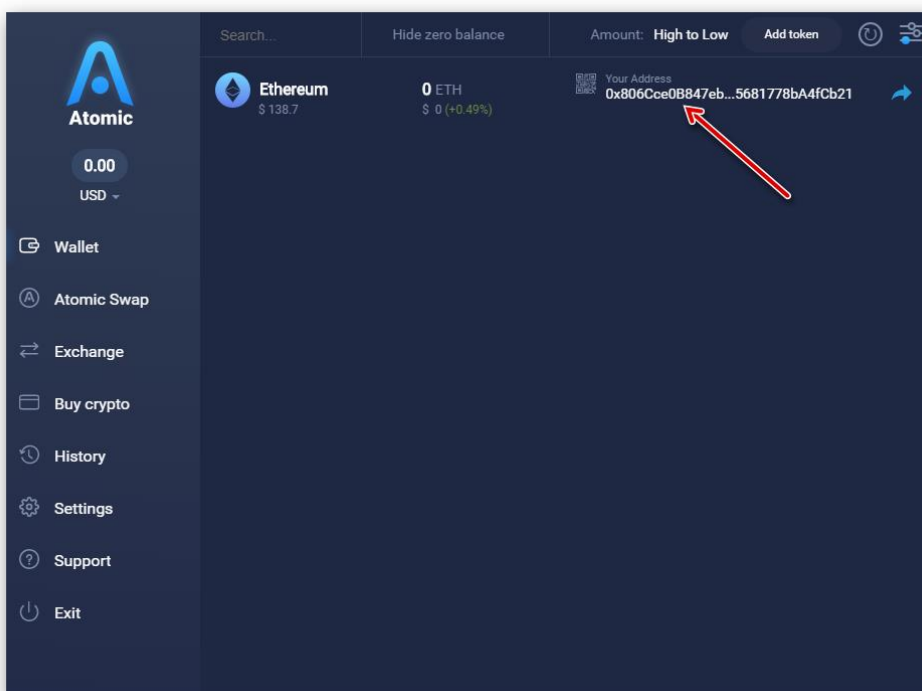 Search... Hide zero balance Amount: High to Low Add token
Atomic
0.00
USD
Wallet
Atomic Swap
Exchange
Buy crypto
History
Settings
Support
Exit
Ethereum
$ 138.7
0 ETH
$ 0 (+0.49%)
Your Address
0x806Cce0B847eb...5681778bA4fCb21